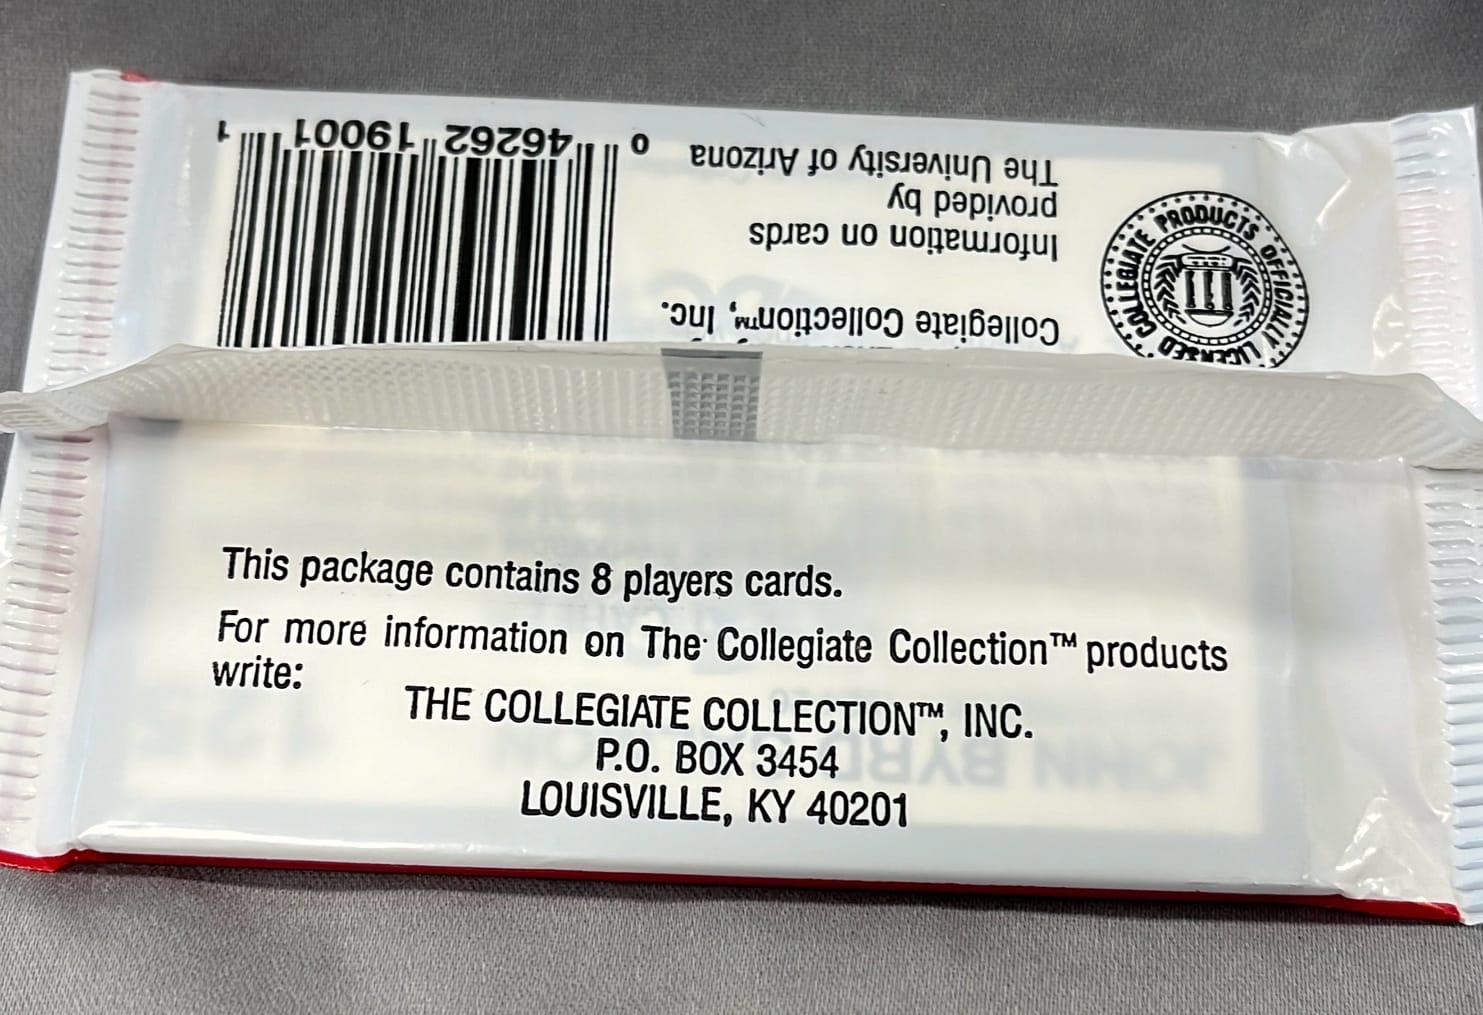 This package contains 8 players cards.
For more information on The Collegiate Collection™ products
write:
THE COLLEGIATE COLLECTION™, INC.
P.O. BOX 3454
LOUISVILLE, KY 40201
Collegiate Collection™, Inc.
Information on cards
provided by
The University of Arizona
0 46262 19001 1
COLLEGIATE PRODUCTS OFFICIALLY LICENSED
JOHN BYRD